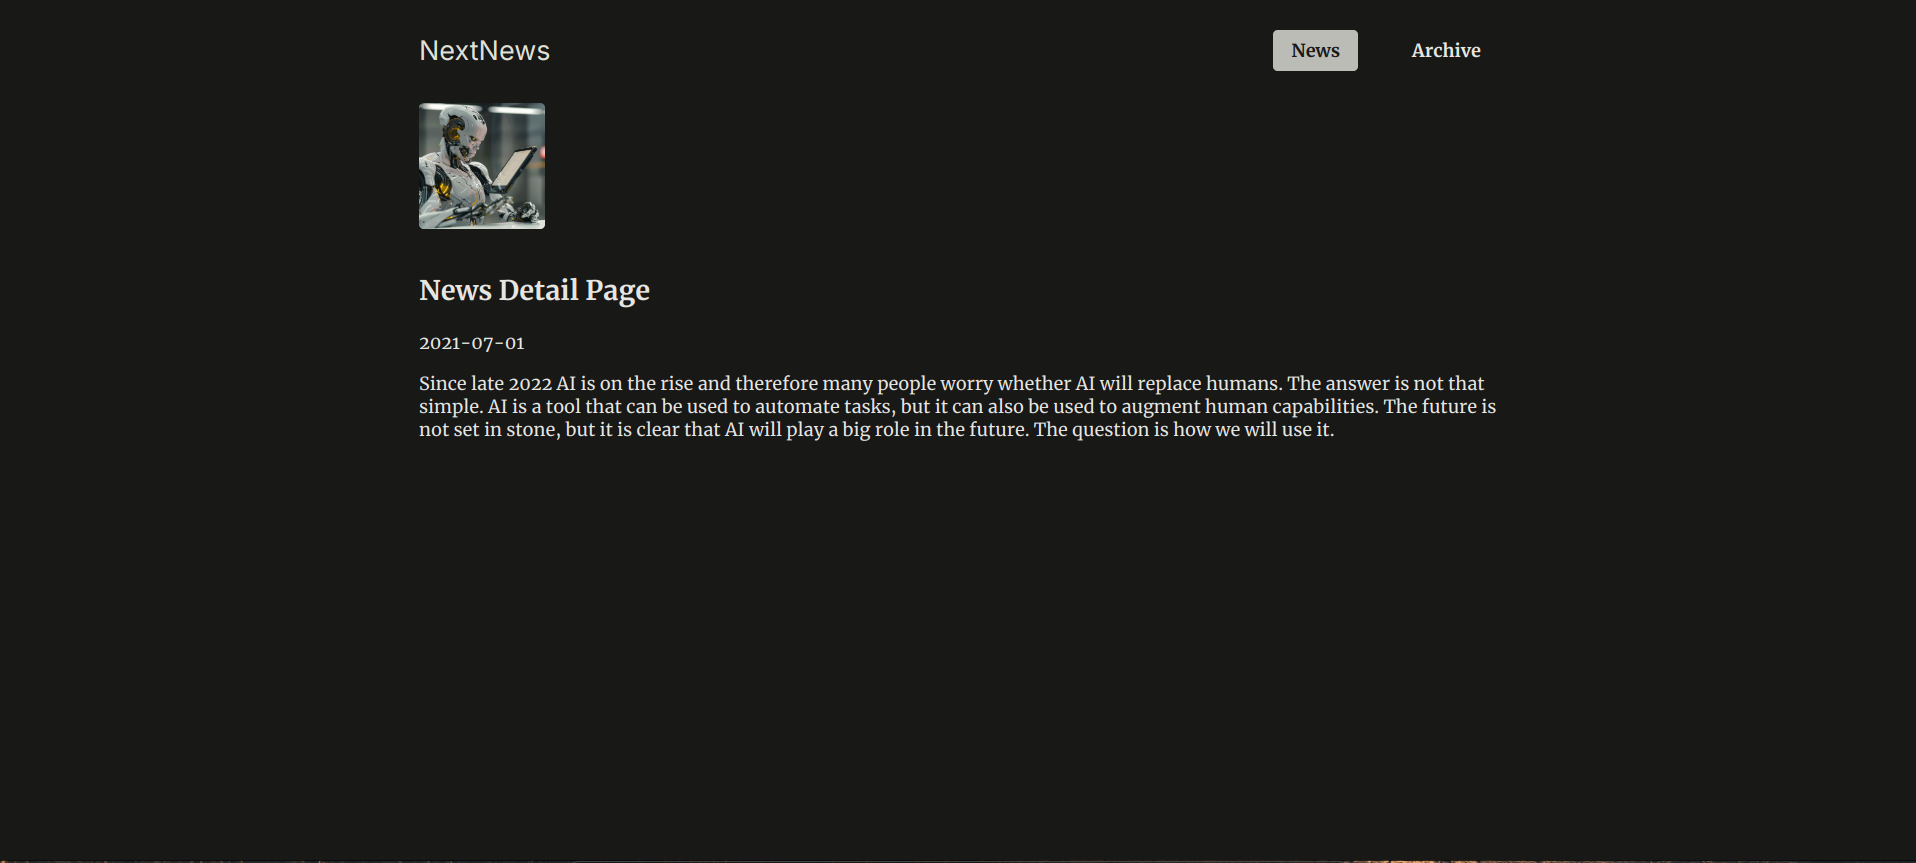 NextNews
News
Archive
News Detail Page
2021-07-01
Since late 2022 AI is on the rise and therefore many people worry whether AI will replace humans. The answer is not that
simple. AI is a tool that can be used to automate tasks, but it can also be used to augment human capabilities. The future is
not set in stone, but it is clear that AI will play a big role in the future. The question is how we will use it.